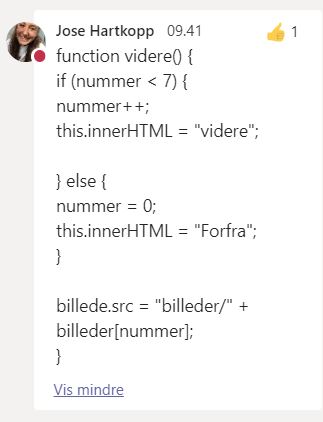 Jose Hartkopp 09.41 👍 1
function videre() {
if (nummer < 7) {
nummer++;
this.innerHTML = "videre";
} else {
nummer = 0;
this.innerHTML = "Forfra";
}
billede.src = "billeder/" +
billeder[nummer];
}
Vis mindre